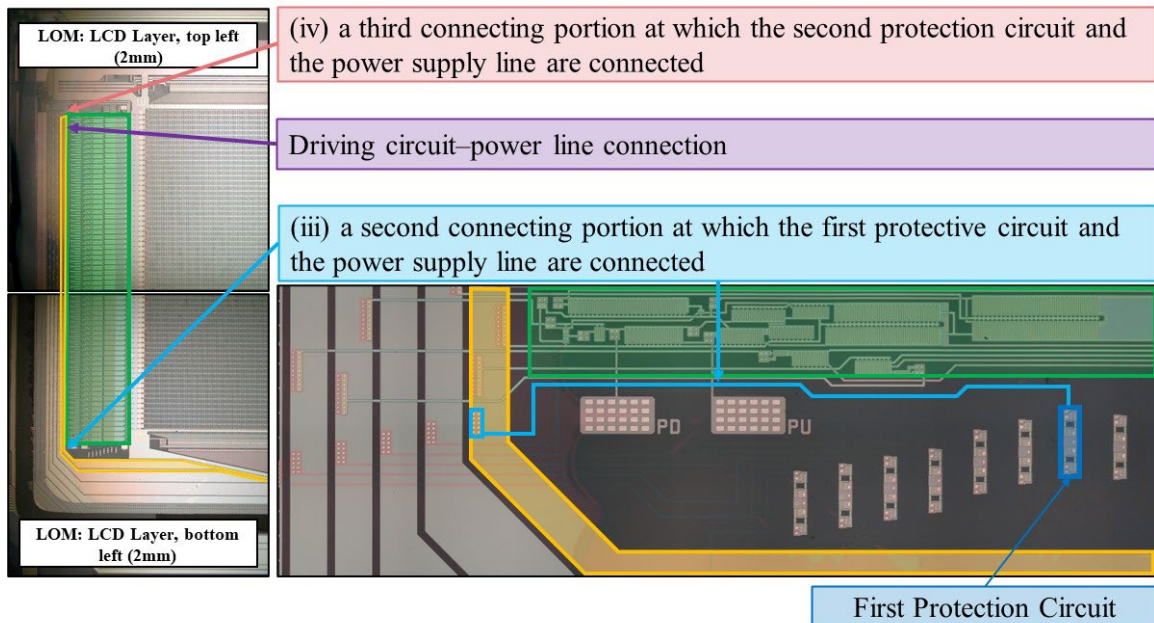 LOM: LCD Layer, top left
(2mm)
(iv) a third connecting portion at which the second protection circuit and
the power supply line are connected
Driving circuit–power line connection
(iii) a second connecting portion at which the first protective circuit and
the power supply line are connected
PD
PU
LOM: LCD Layer, bottom
left (2mm)
First Protection Circuit